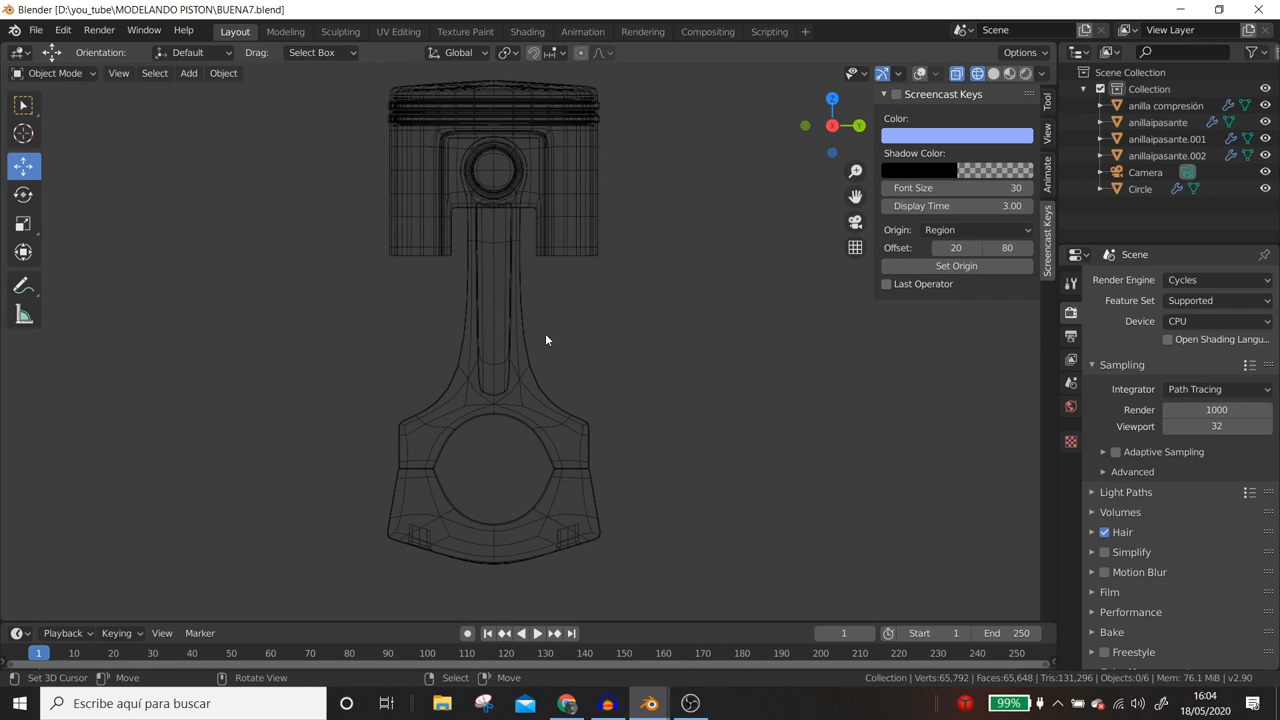 Blender [D:\you_tube\MODELANDO PISTON\BUENA7.blend]
File Edit Render Window Help Layout Modeling Sculpting UV Editing Texture Paint Shading Animation Rendering Compositing Scripting + Scene View Layer
Orientation: Default Drag: Select Box Global Options
Object Mode View Select Add Object
Screencast Keys
Color:
Shadow Color:
Font Size 30
Display Time 3.00
Origin: Region
Offset: 20 80
Set Origin
Last Operator
Tool
View
Animate
Screencast Keys
Z
X
Y
Scene Collection
Collection
anilla compresión
anillaipasante
anillaipasante.001
anillaipasante.002
Camera
Circle
Scene
Render Engine Cycles
Feature Set Supported
Device CPU
Open Shading Langu...
Sampling
Integrator Path Tracing
Render 1000
Viewport 32
Adaptive Sampling
Advanced
Light Paths
Volumes
Hair
Simplify
Motion Blur
Film
Performance
Bake
Freestyle
Playback Keying View Marker 1 Start 1 End 250
1 10 20 30 40 50 60 70 80 90 100 110 120 130 140 150 160 170 180 190 200 210 220 230 240 250
Set 3D Cursor Move Rotate View Select Move Collection | Verts:65,792 | Faces:65,648 | Tris:131,296 | Objects:0/6 | Mem: 76.1 MiB | v2.90
Escribe aquí para buscar 99% 16:04
18/05/2020